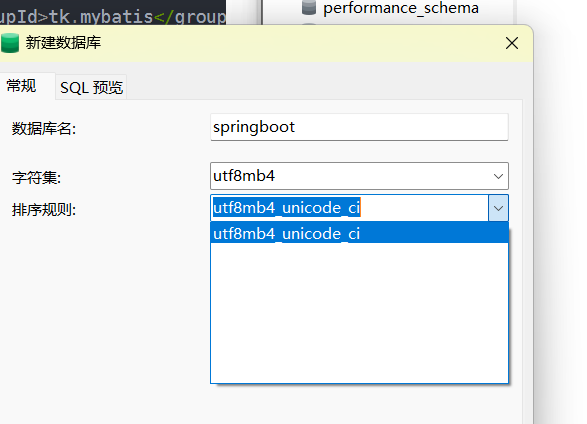 upId>tk.mybatis</group
performance_schema
新建数据库
常规 SQL 预览
数据库名: springboot
字符集: utf8mb4
排序规则: utf8mb4_unicode_ci
utf8mb4_unicode_ci